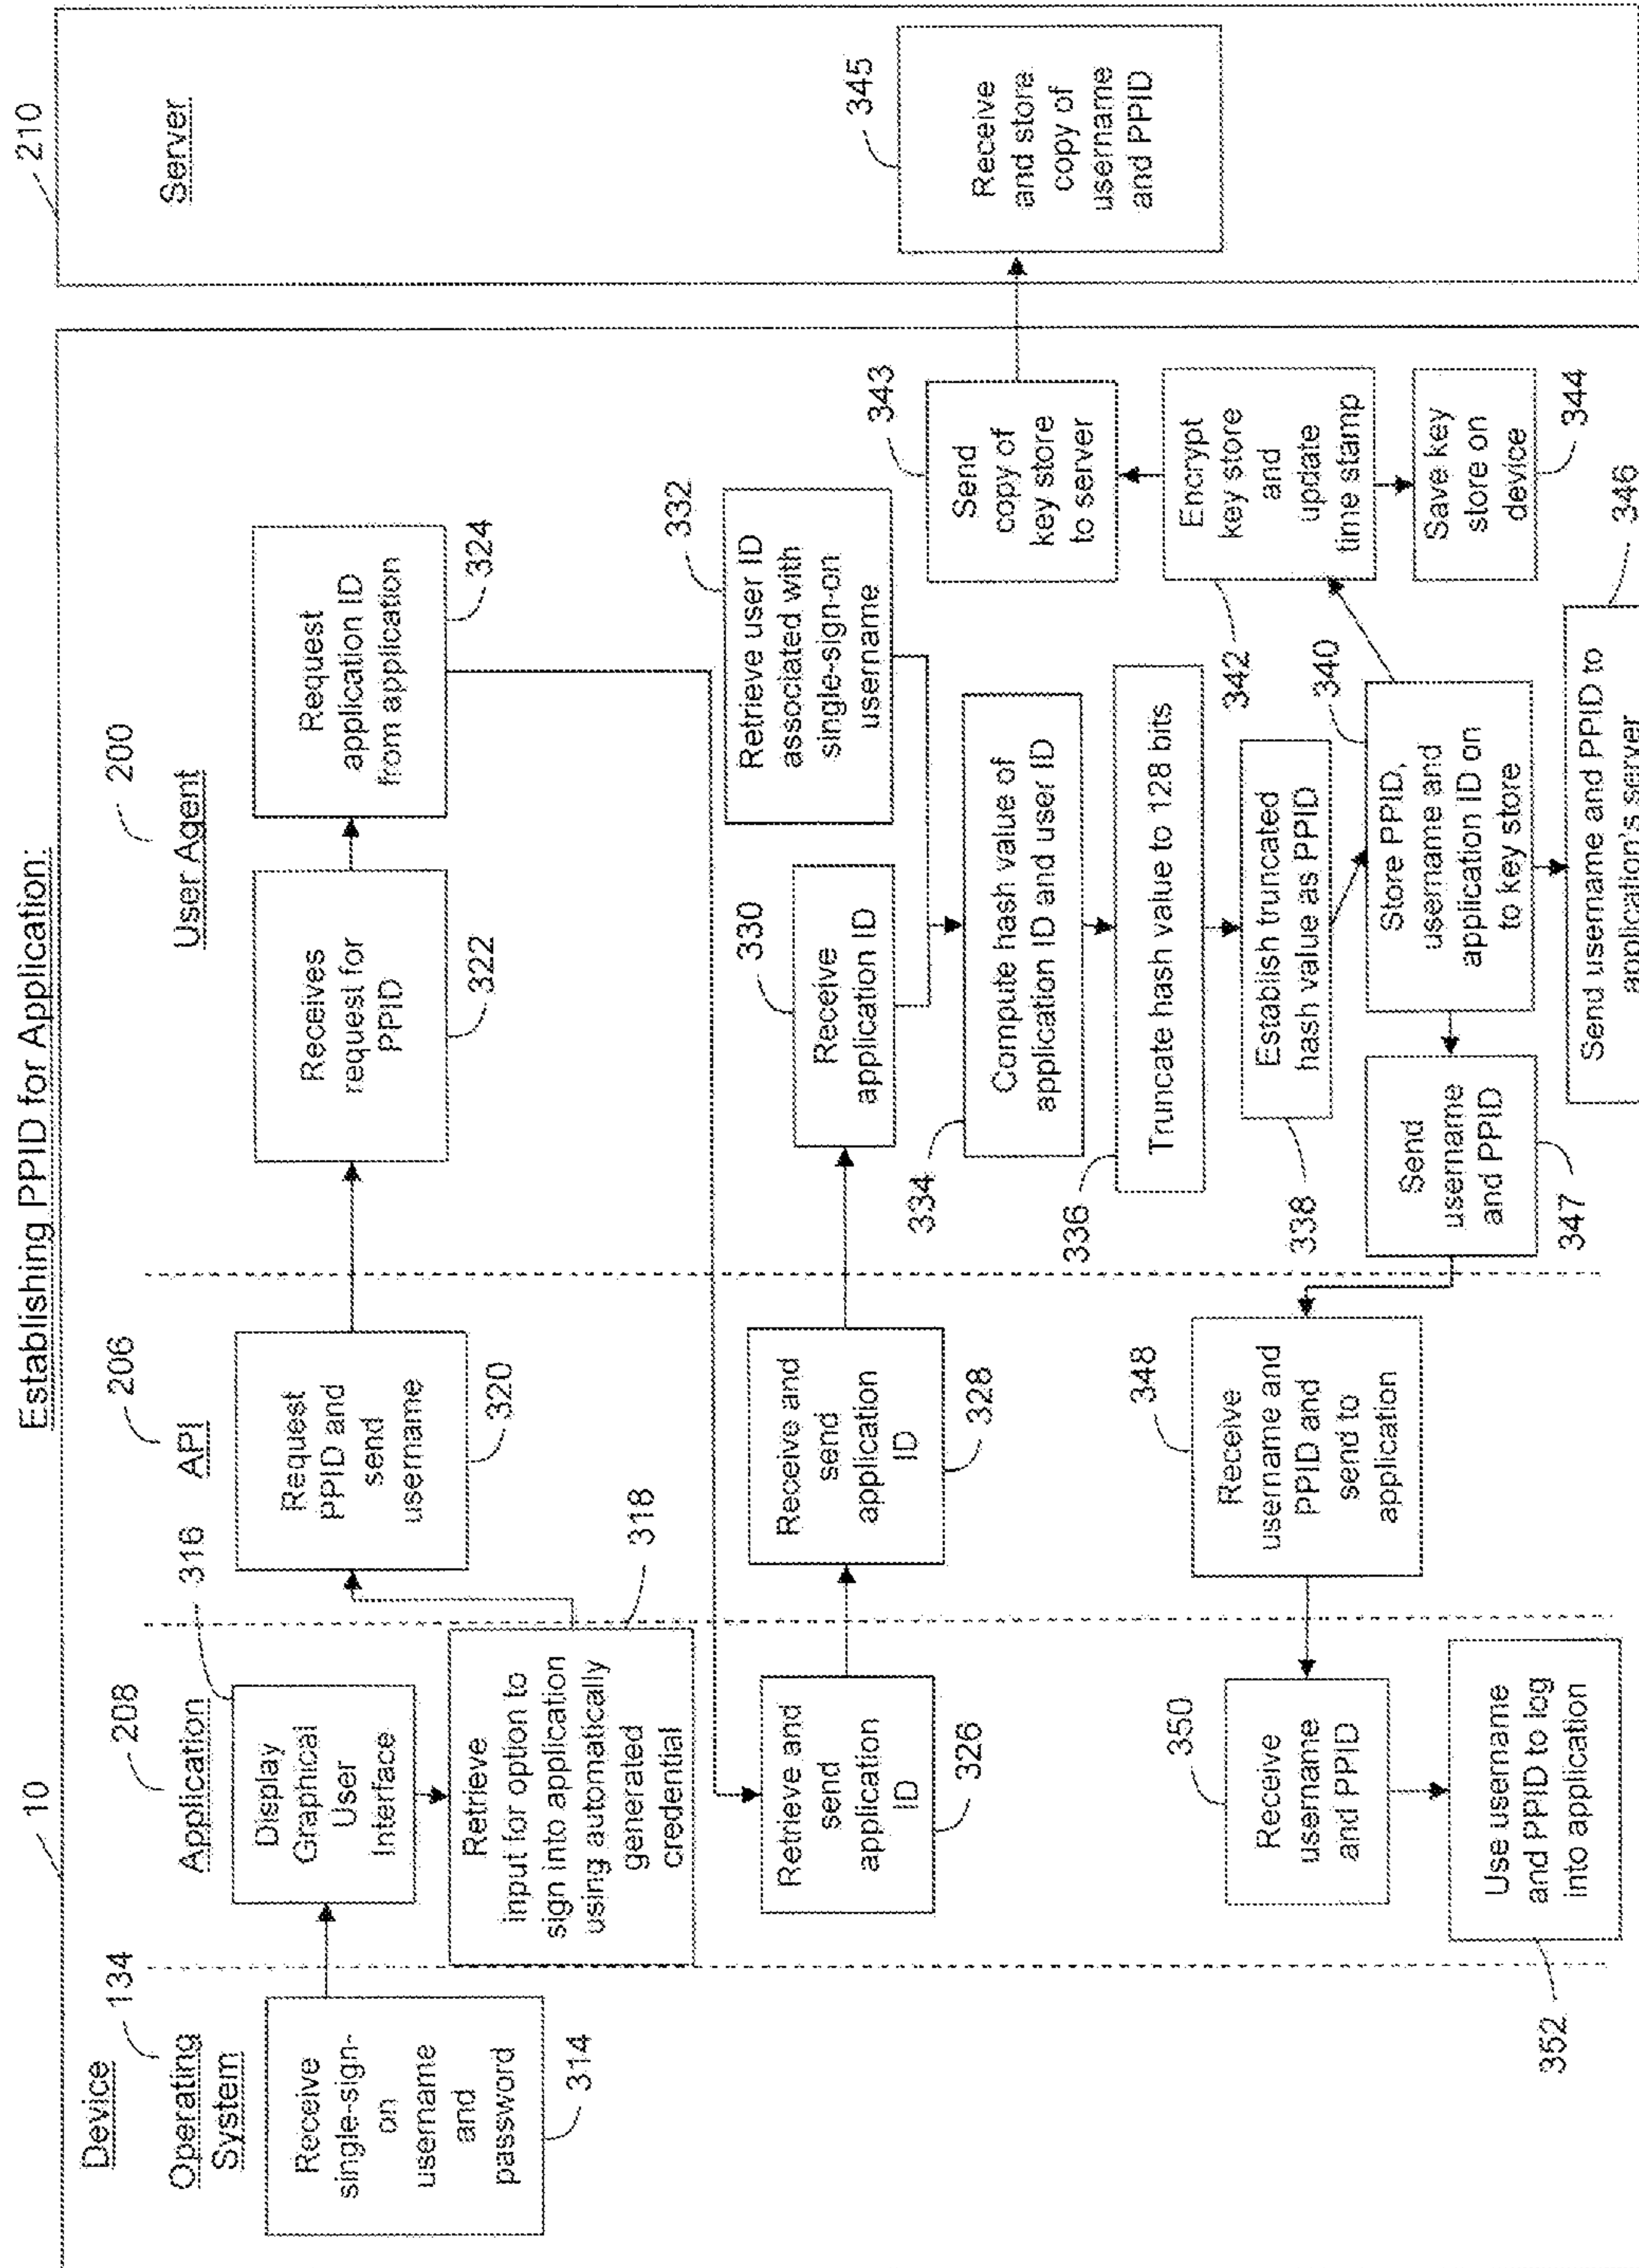 Establishing PPID for Application:
10
210
Device
134
Operating
System
208
Application
206
API
200
User Agent
Server
Receive
single-sign-
on
username
and
password
314
316
Display
Graphical
User
Interface
Retrieve
input for option to
sign into application
using automatically
generated
credential
318
Request
PPID and
send
username
320
Receives
request for
PPID
322
Request
application ID
from application
324
Retrieve and
send
application
ID
326
Receive and
send
application
ID
328
330
Receive
application ID
332
Retrieve user ID
associated with
single-sign-on
username
334
Compute hash value of
application ID and user ID
336
Truncate hash value to 128 bits
338
Establish truncated
hash value as PPID
340
Store PPID,
username and
application ID on
to key store
342
Encrypt
key store
and
update
time stamp
343
Send
copy of
key store
to server
Save key
store on
device
344
345
Receive
and store
copy of
username
and PPID
346
Send username and PPID to
application's server
Send
username
and PPID
347
348
Receive
username and
PPID and
send to
application
350
Receive
username
and PPID
Use username
and PPID to log
into application
352